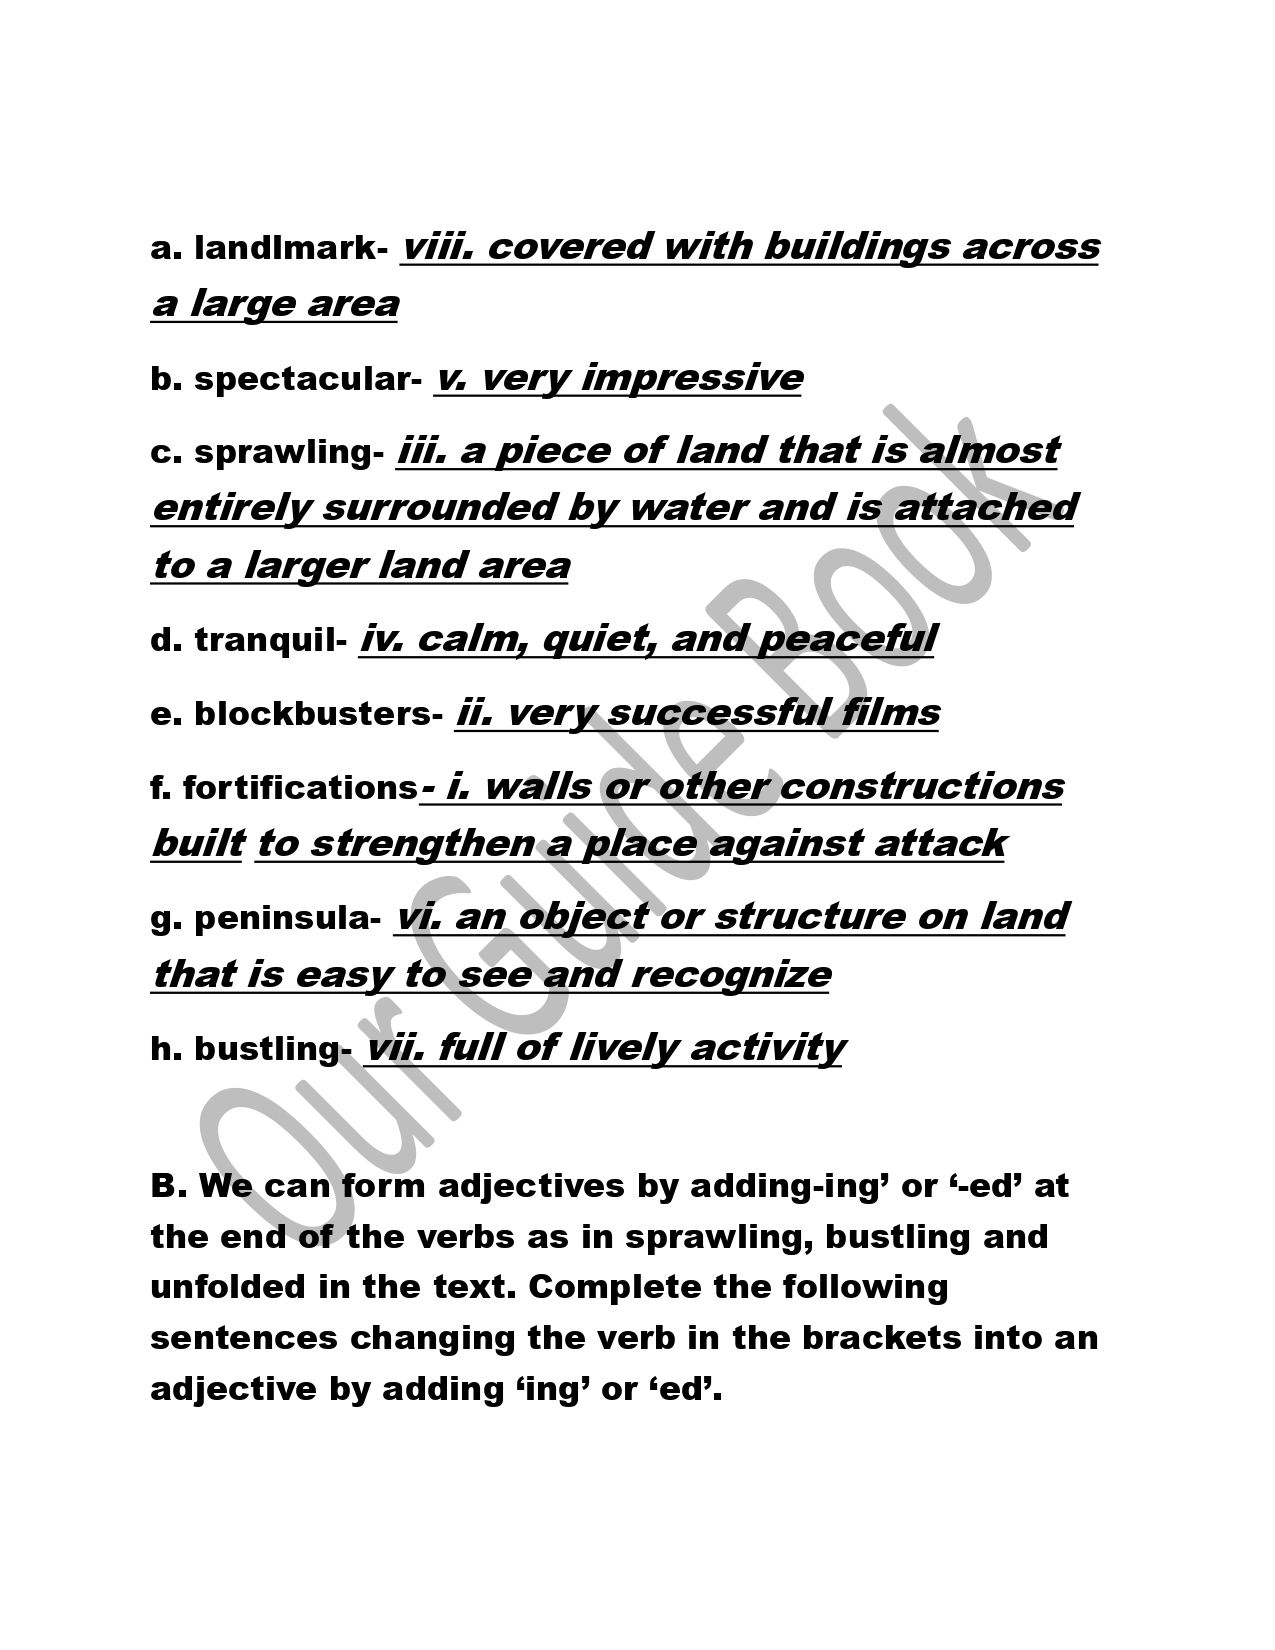 a. landlmark- viii. covered with buildings across
a large area
b. spectacular- v. very impressive
c. sprawling- iii. a piece of land that is almost
entirely surrounded by water and is attached
to a larger land area
d. tranquil- iv. calm, quiet, and peaceful
e. blockbusters- ii. very successful films
f. fortifications- i. walls or other constructions
built to strengthen a place against attack
g. peninsula- vi. an object or structure on land
that is easy to see and recognize
h. bustling- vii. full of lively activity
B. We can form adjectives by adding-ing’ or ‘-ed’ at
the end of the verbs as in sprawling, bustling and
unfolded in the text. Complete the following
sentences changing the verb in the brackets into an
adjective by adding ‘ing’ or ‘ed’.
Our Guide Book